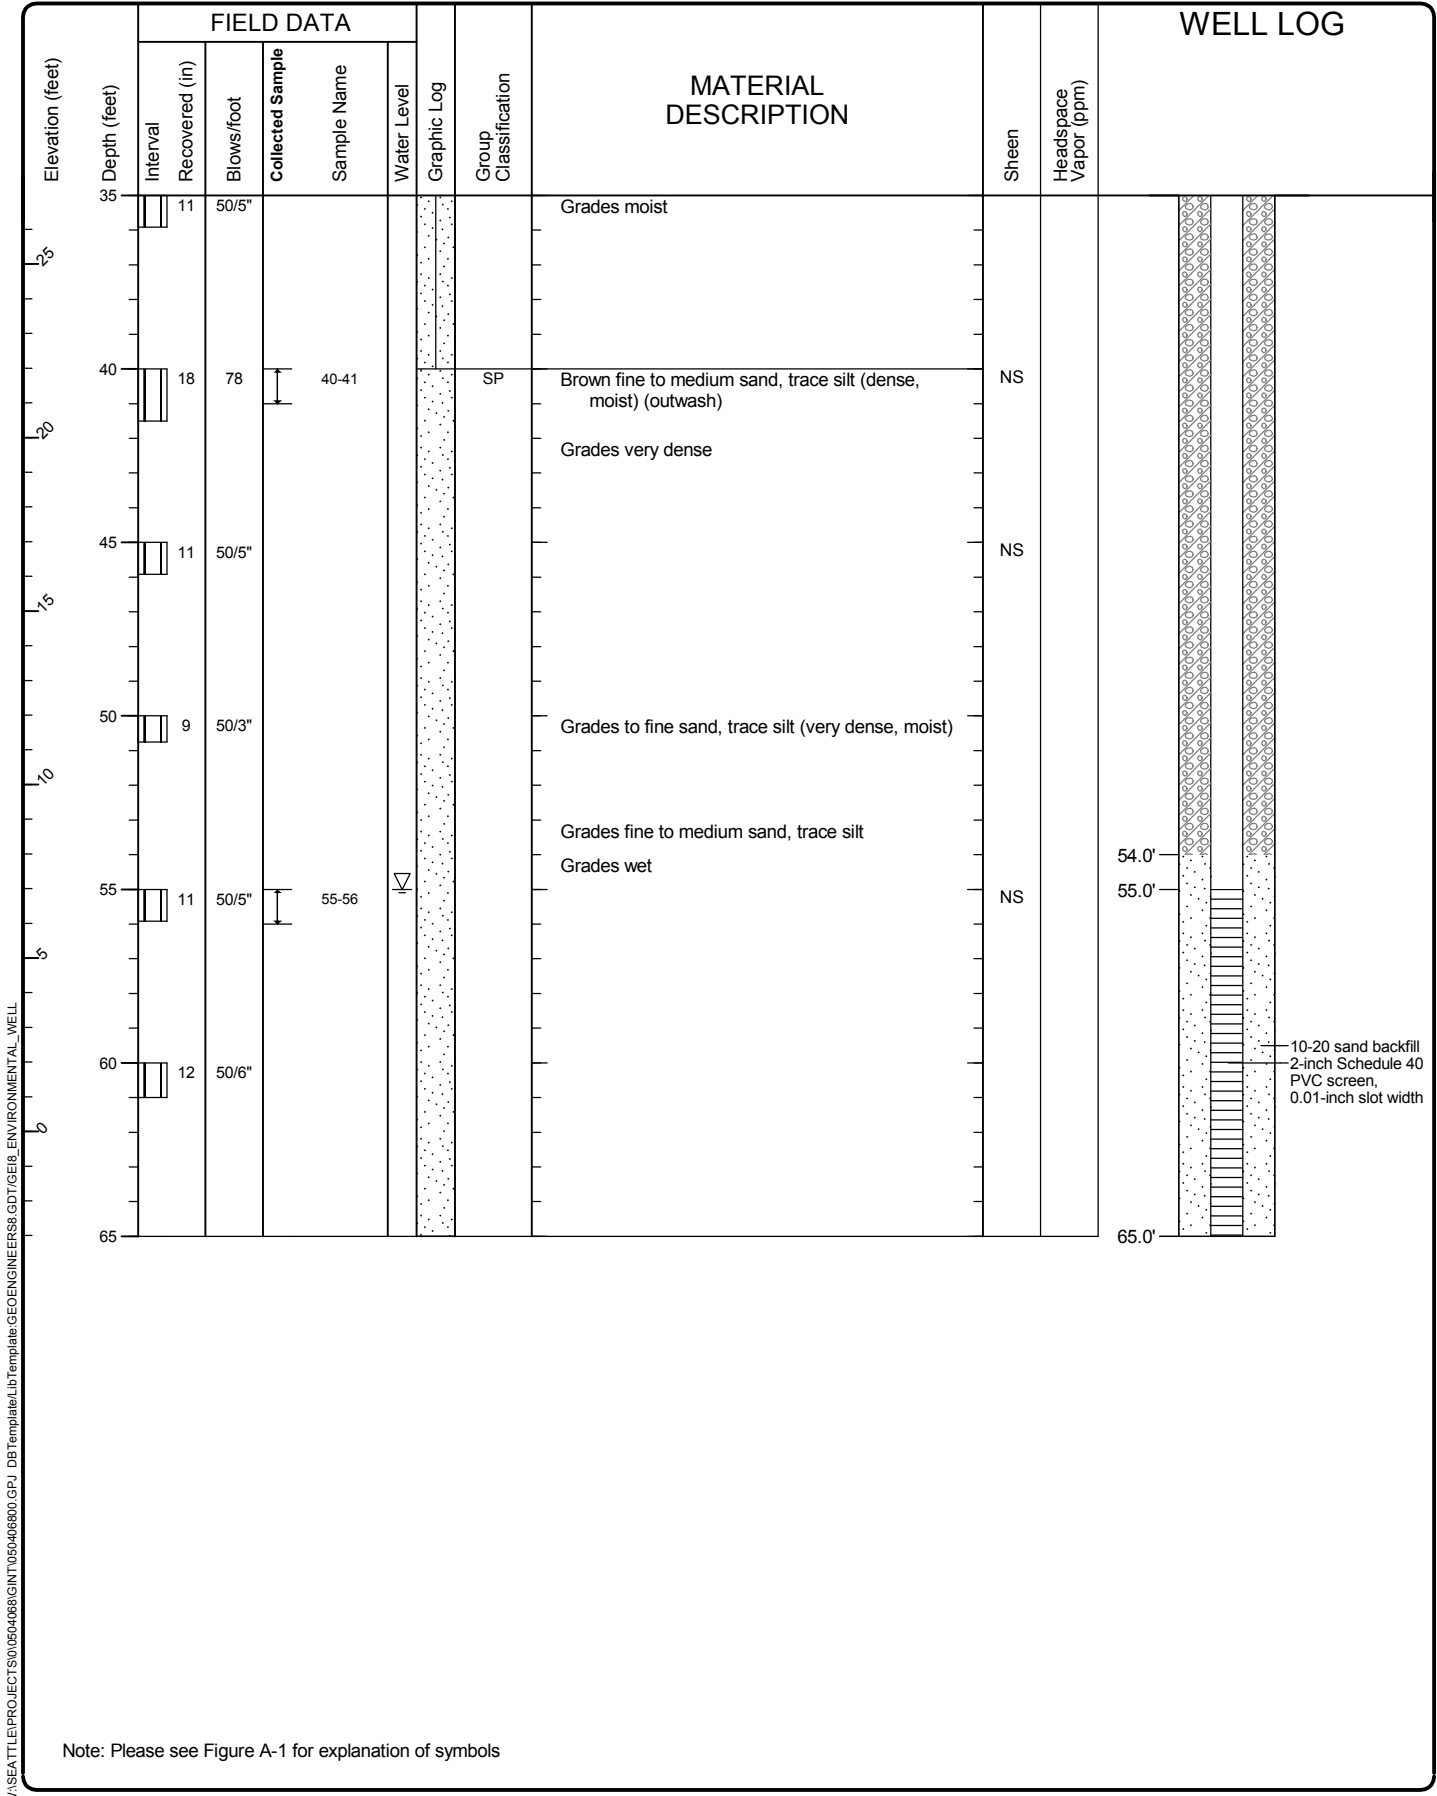 FIELD DATA
WELL LOG
Elevation (feet)
Depth (feet)
Interval
Recovered (in)
Blows/foot
Collected Sample
Sample Name
Water Level
Graphic Log
Group
Classification
MATERIAL
DESCRIPTION
Sheen
Headspace
Vapor (ppm)
35 11 50/5" Grades moist
25
40 18 78 40-41 SP Brown fine to medium sand, trace silt (dense, NS
moist) (outwash)
20
Grades very dense
45 11 50/5" NS
15
50 9 50/3" Grades to fine sand, trace silt (very dense, moist)
10
Grades fine to medium sand, trace silt
54.0'
Grades wet
55 11 50/5" 55-56 NS 55.0'
5
10-20 sand backfill
60 12 50/6" 2-inch Schedule 40
PVC screen,
0.01-inch slot width
0
65 65.0'
Note: Please see Figure A-1 for explanation of symbols
V:\SEATTLE\PROJECTS\0\0504068\GINT\050406800.GPJ DBTemplate/LibTemplate:GEOENGINEERS8.GDT/GEI8_ENVIRONMENTAL_WELL